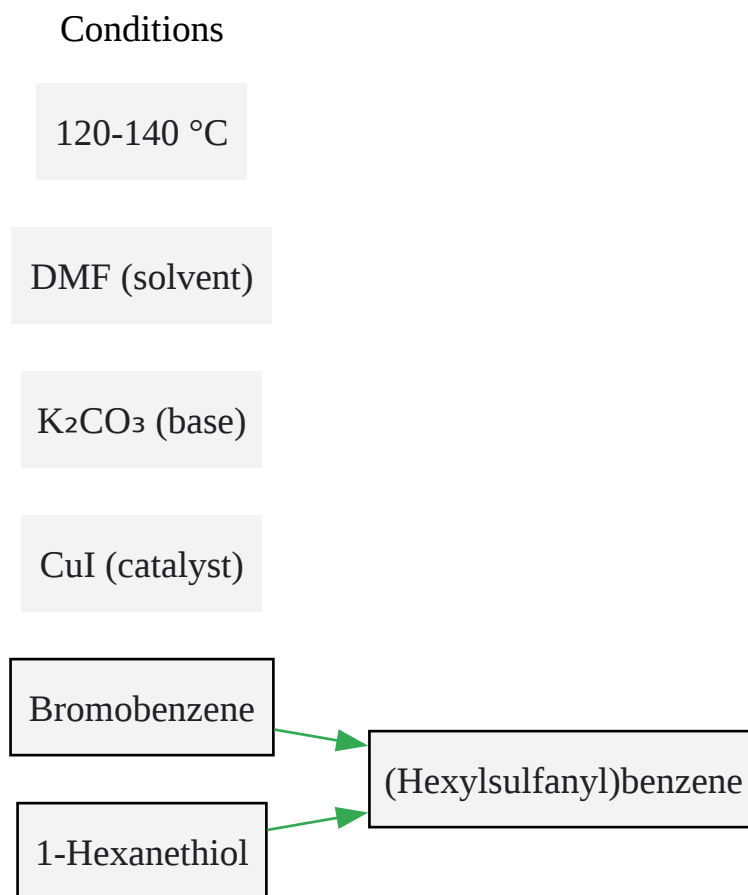 Conditions
120-140 °C
DMF (solvent)
K₂CO₃ (base)
CuI (catalyst)
Bromobenzene
(Hexylsulfanyl)benzene
1-Hexanethiol